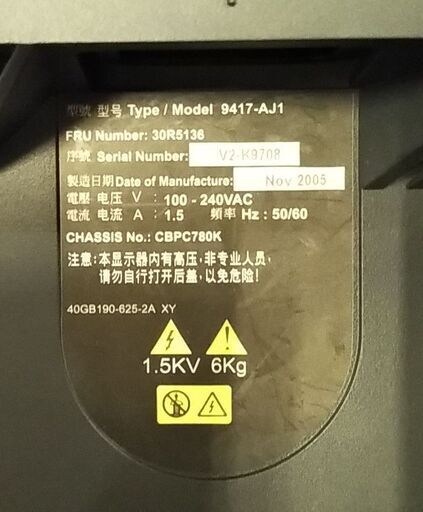 型號 型号 Type / Model 9417-AJ1
FRU Number: 30R5136
序號 Serial Number: V2-K9708
製造日期 Date of Manufacture: Nov 2005
電壓 电压 V : 100 - 240VAC
電流 电流 A : 1.5 頻率 Hz : 50/60
CHASSIS No.: CBPC780K
注意:本显示器内有高压,非专业人员,
请勿自行打开后盖,以免危险!
40GB190-625-2A XY
1.5KV 6Kg